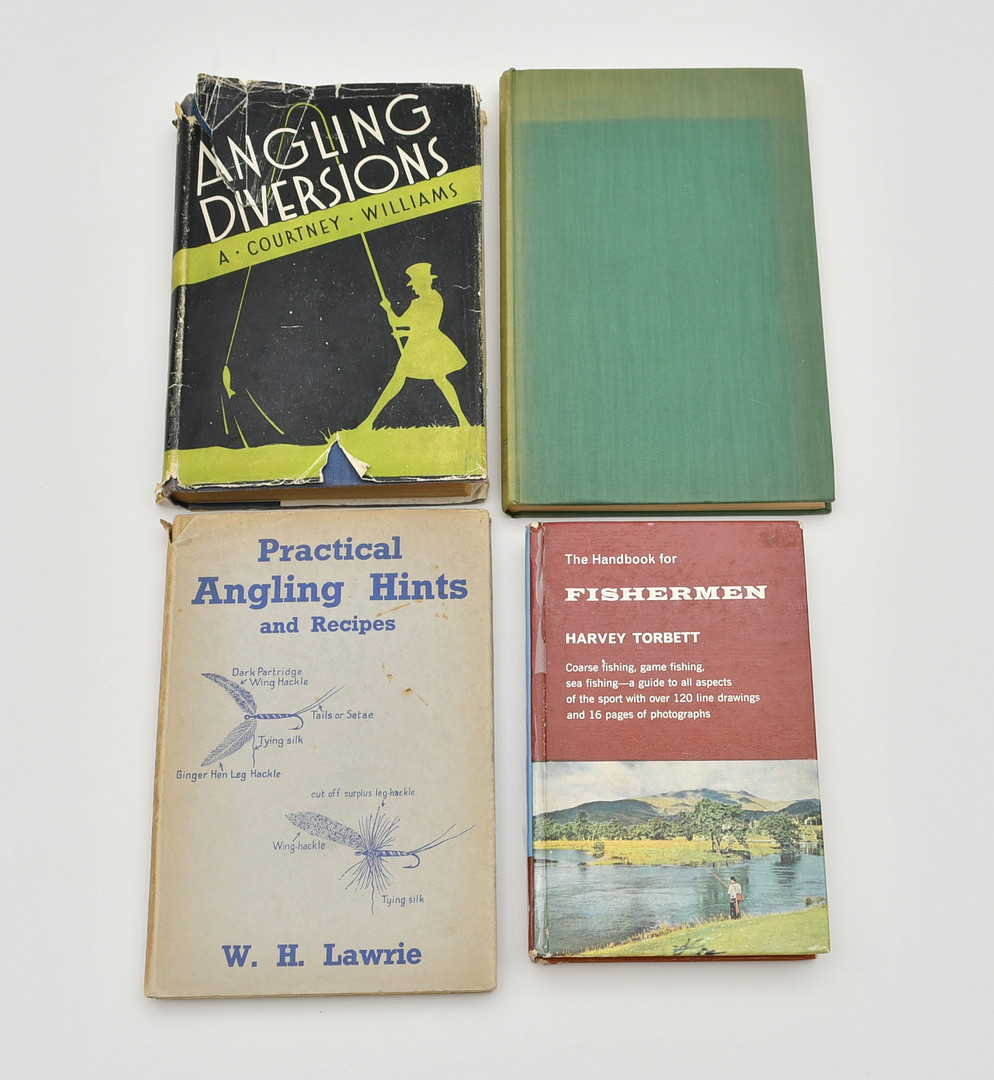 ANGLING
DIVERSIONS
A · COURTNEY · WILLIAMS
Practical
Angling Hints
and Recipes
Dark Partridge
Wing Hackle
Tails or Setae
Tying silk
Ginger Hen Leg Hackle
cut off surplus leg-hackle
Wing-hackle
Tying silk
W. H. Lawrie
The Handbook for
FISHERMEN
HARVEY TORBETT
Coarse fishing, game fishing,
sea fishing—a guide to all aspects
of the sport with over 120 line drawings
and 16 pages of photographs